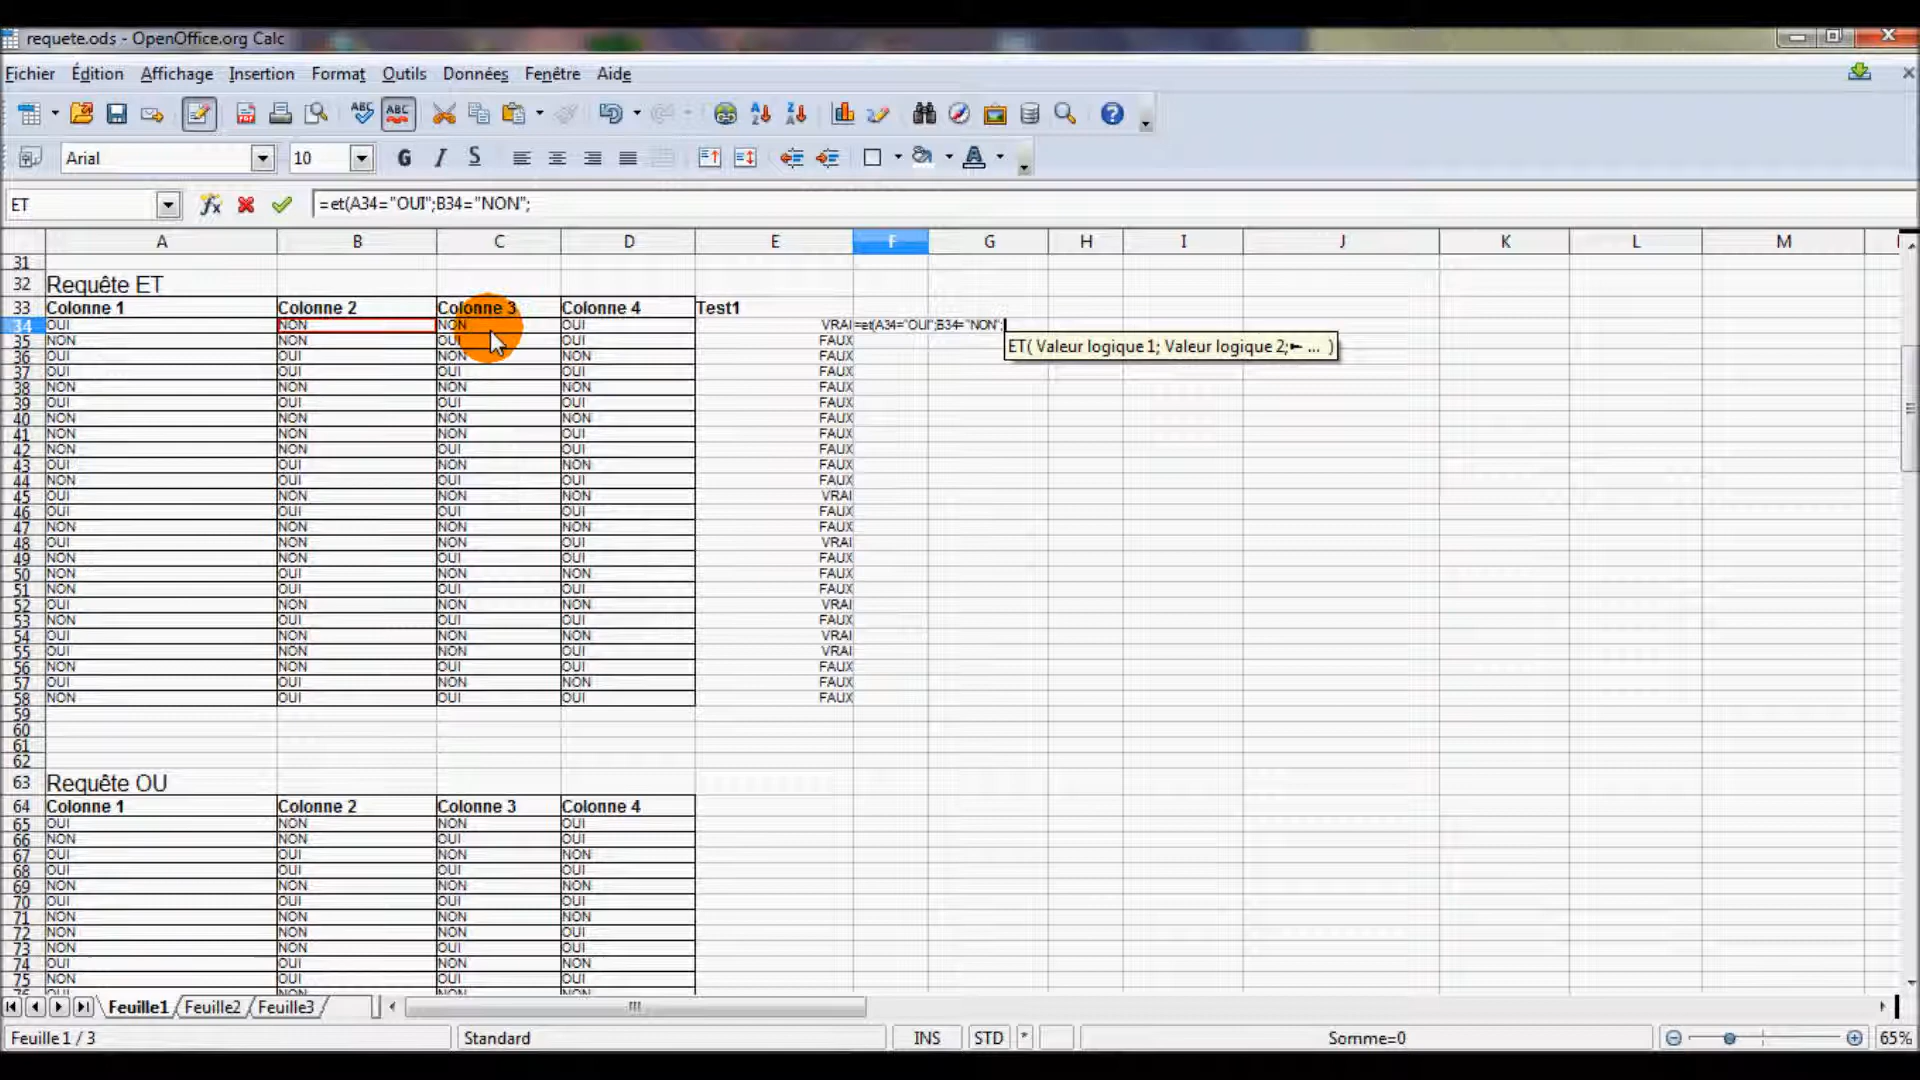 requete.ods - OpenOffice.org Calc
Fichier Édition Affichage Insertion Format Outils Données Fenêtre Aide
Arial 10 G I S
ET =et(A34="OUI";B34="NON";
A B C D E F G H I J K L M
31
32 Requête ET
33 Colonne 1 Colonne 2 Colonne 3 Colonne 4 Test1
34 OUI NON NON OUI VRAI =et(A34="OUI";B34="NON";
35 NON NON OUI OUI FAUX
ET( Valeur logique 1; Valeur logique 2; ... )
36 OUI OUI NON NON FAUX
37 OUI OUI OUI OUI FAUX
38 NON NON NON NON FAUX
39 OUI OUI OUI OUI FAUX
40 NON NON NON NON FAUX
41 NON NON NON OUI FAUX
42 NON NON OUI OUI FAUX
43 OUI OUI NON NON FAUX
44 NON OUI OUI OUI FAUX
45 OUI NON NON NON VRAI
46 OUI OUI OUI OUI FAUX
47 NON NON NON NON FAUX
48 OUI NON NON OUI VRAI
49 NON NON OUI OUI FAUX
50 NON OUI NON NON FAUX
51 NON OUI OUI OUI FAUX
52 OUI NON NON NON VRAI
53 NON OUI OUI OUI FAUX
54 OUI NON NON NON VRAI
55 OUI NON NON OUI VRAI
56 NON NON OUI OUI FAUX
57 OUI OUI NON NON FAUX
58 NON OUI OUI OUI FAUX
59
60
61
62
63 Requête OU
64 Colonne 1 Colonne 2 Colonne 3 Colonne 4
65 OUI NON NON OUI
66 NON NON OUI OUI
67 OUI OUI NON NON
68 OUI OUI OUI OUI
69 NON NON NON NON
70 OUI OUI OUI OUI
71 NON NON NON NON
72 NON NON NON OUI
73 NON NON OUI OUI
74 OUI OUI NON NON
75 NON OUI OUI OUI
76 OUI NON NON NON
Feuille1 Feuille2 Feuille3
Feuille 1 / 3 Standard INS STD * Somme=0 65%